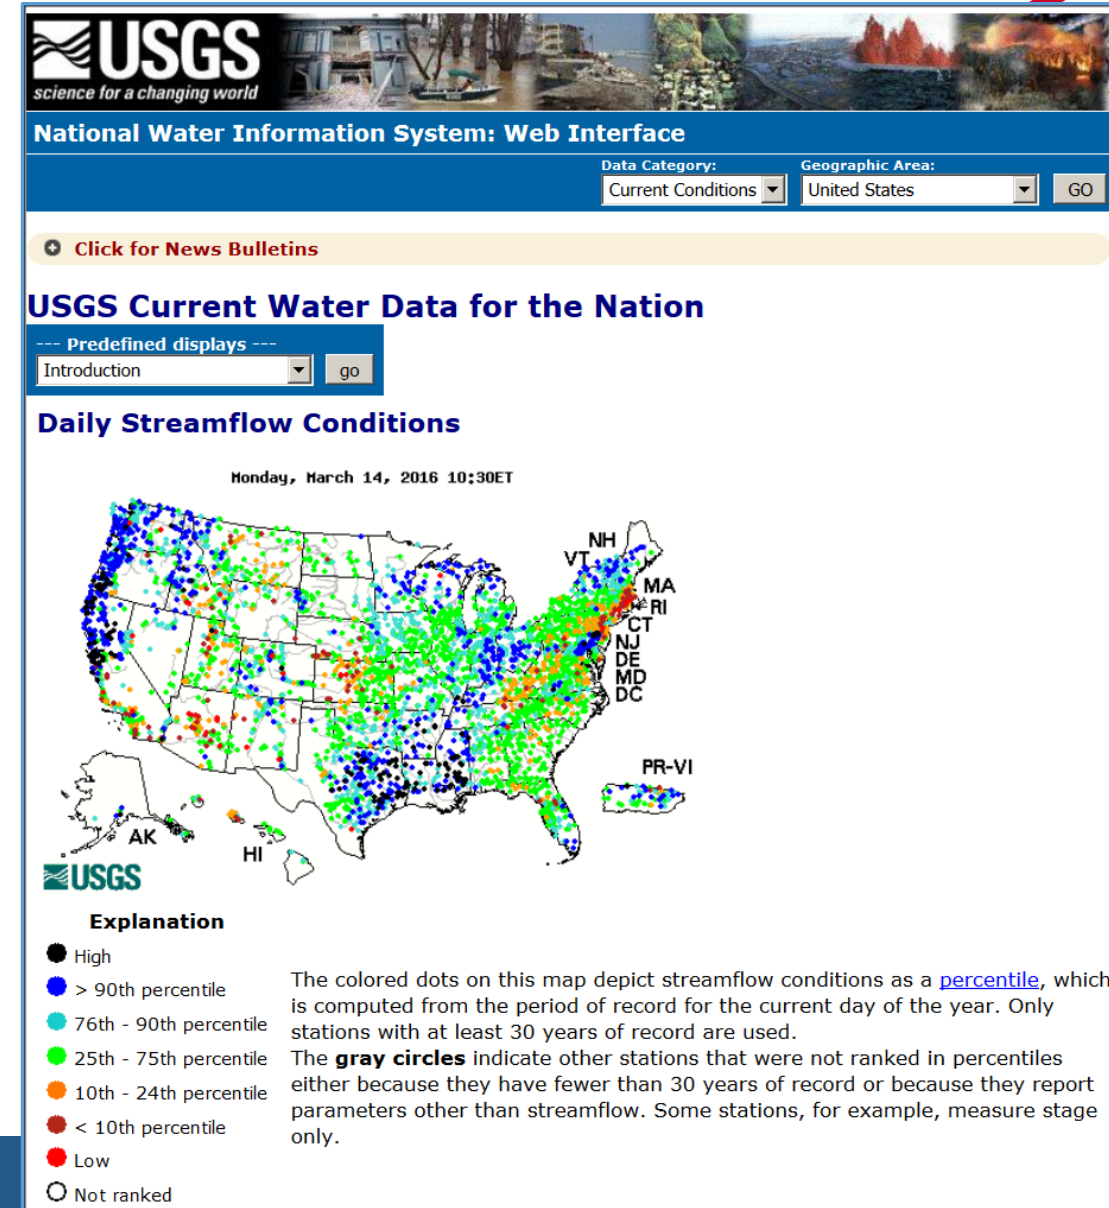 USGS
science for a changing world
National Water Information System: Web Interface
Data Category:
Geographic Area:
Current Conditions
United States
GO
Click for News Bulletins
USGS Current Water Data for the Nation
--- Predefined displays ---
Introduction
go
Daily Streamflow Conditions
Monday, March 14, 2016 10:30ET
NH
VT
MA
RI
CT
NJ
DE
MD
DC
PR-VI
AK
HI
USGS
Explanation
High
> 90th percentile
76th - 90th percentile
25th - 75th percentile
10th - 24th percentile
< 10th percentile
Low
Not ranked
The colored dots on this map depict streamflow conditions as a percentile, which
is computed from the period of record for the current day of the year. Only
stations with at least 30 years of record are used.
The gray circles indicate other stations that were not ranked in percentiles
either because they have fewer than 30 years of record or because they report
parameters other than streamflow. Some stations, for example, measure stage
only.